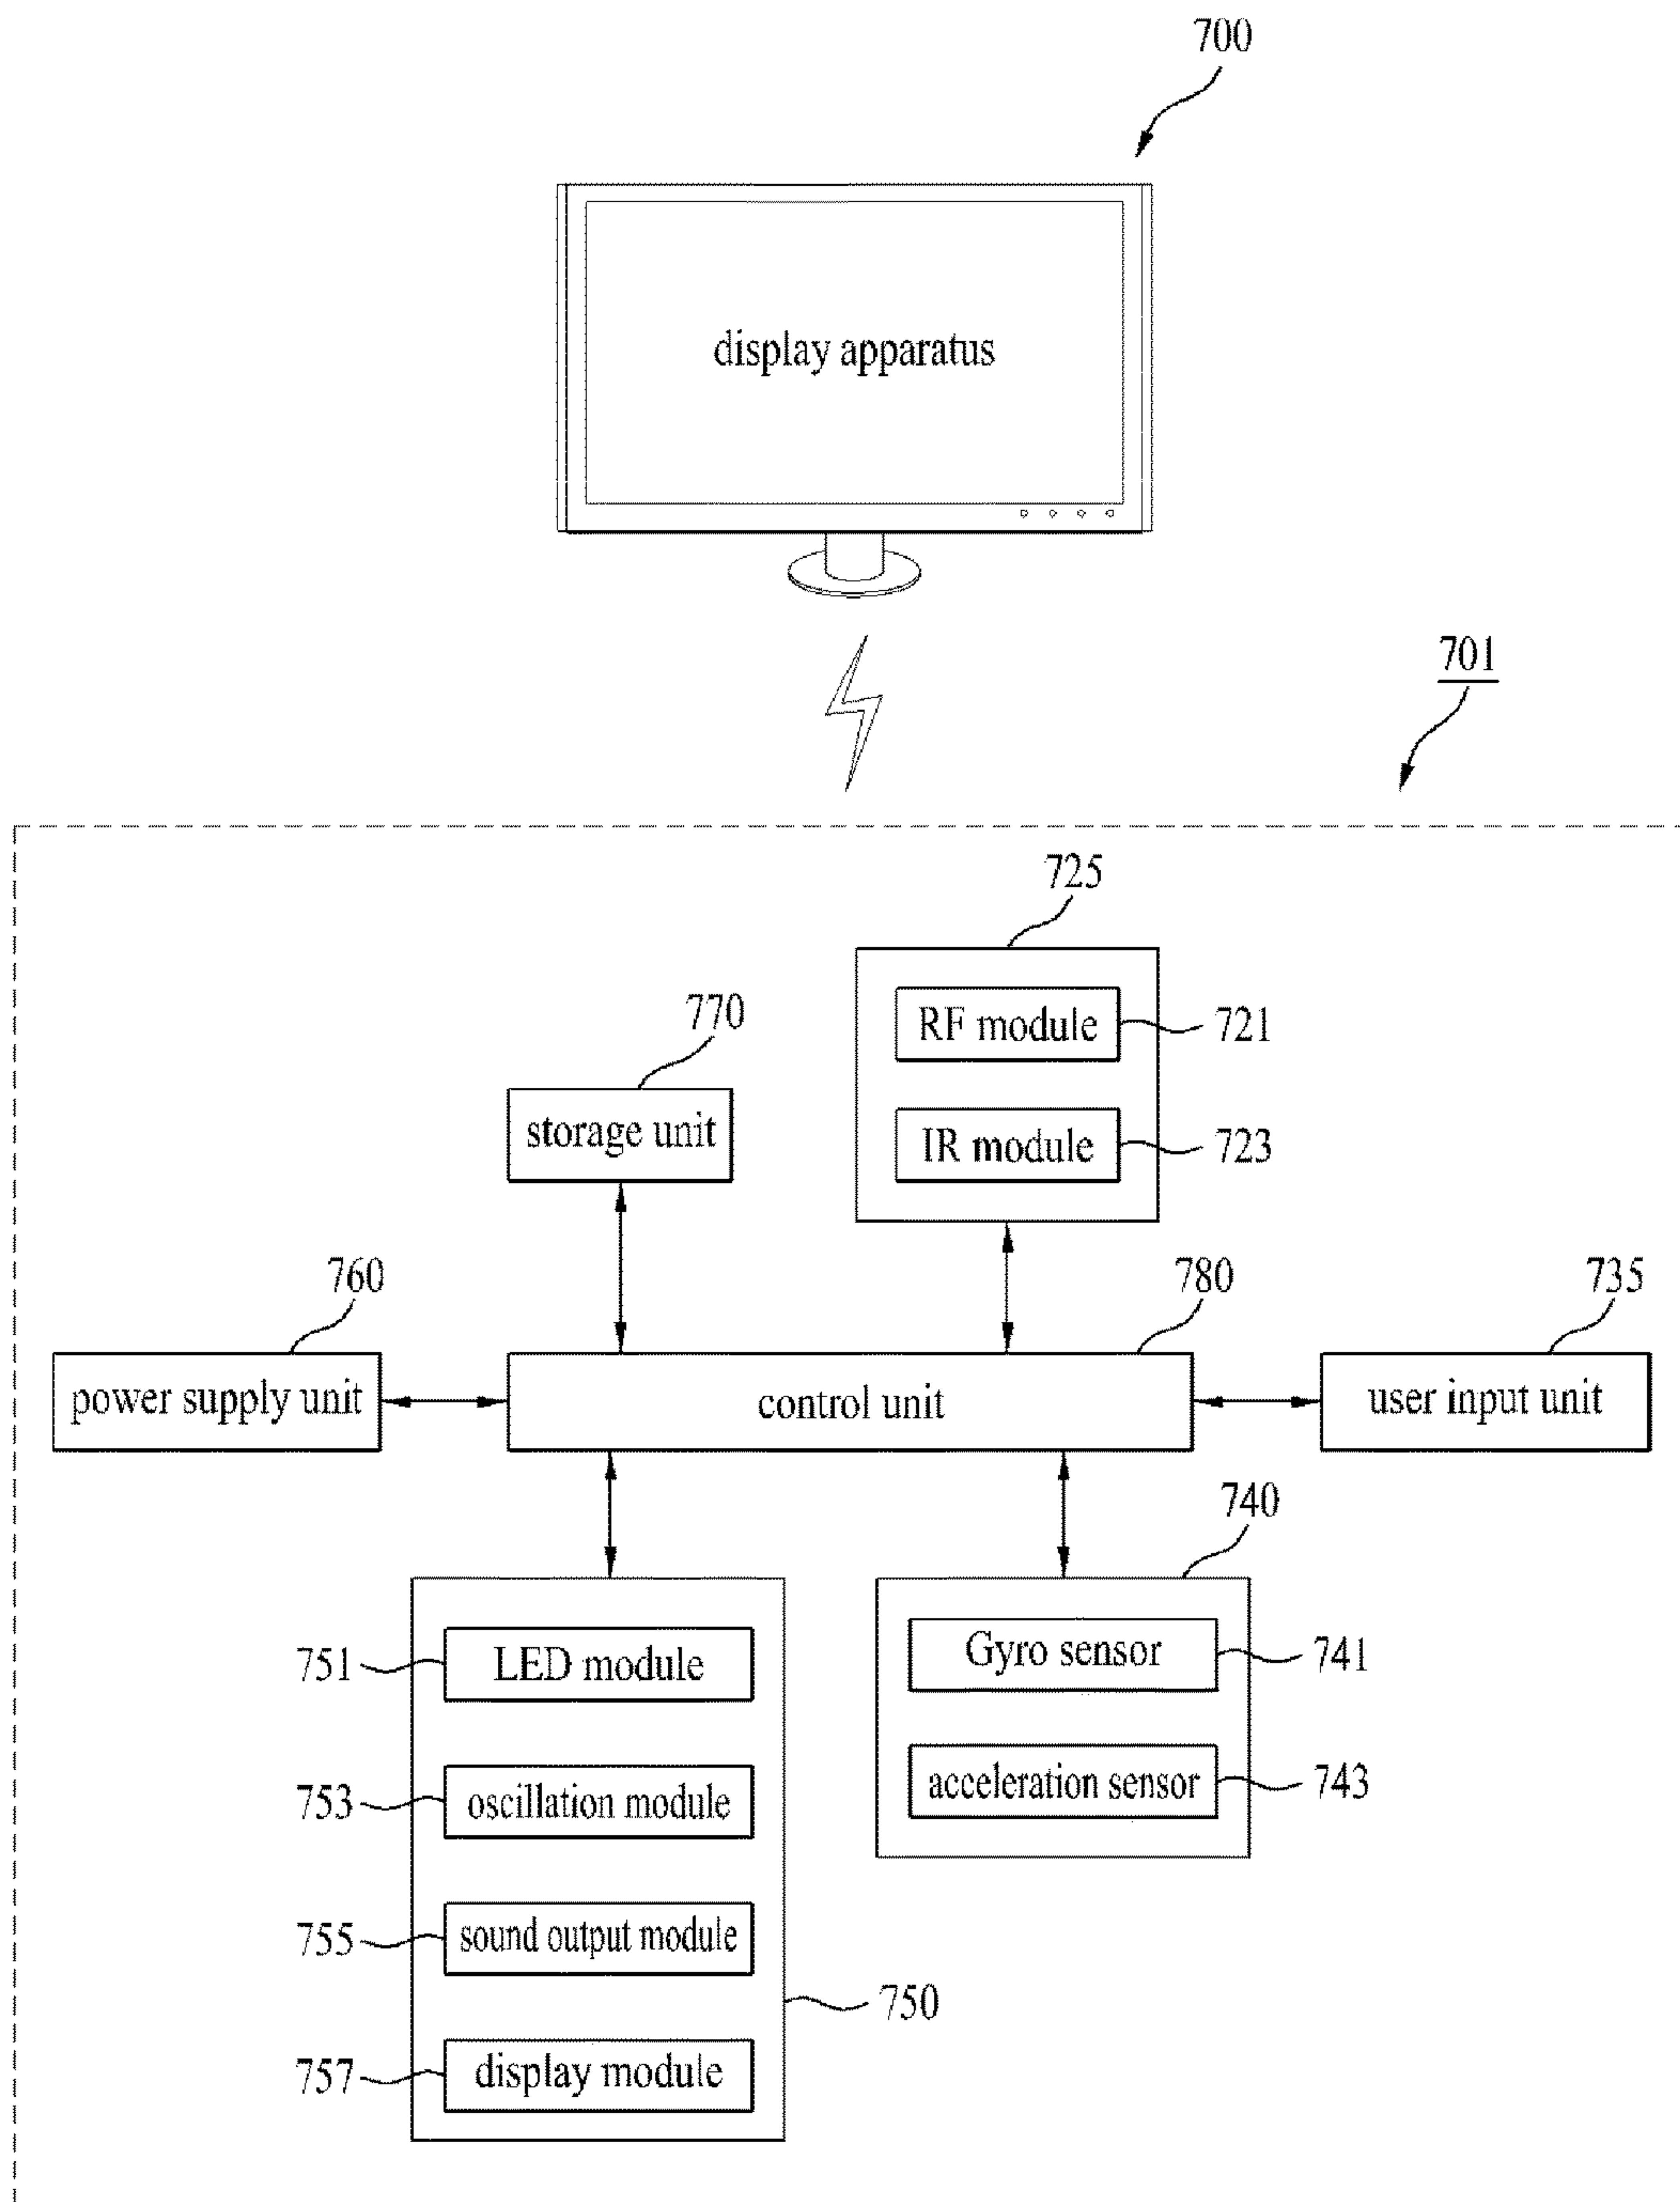 700
display apparatus
701
725
RF module
721
770
storage unit
IR module
723
760
780
735
power supply unit
control unit
user input unit
740
751
LED module
Gyro sensor
741
753
oscillation module
acceleration sensor
743
755
sound output module
750
757
display module